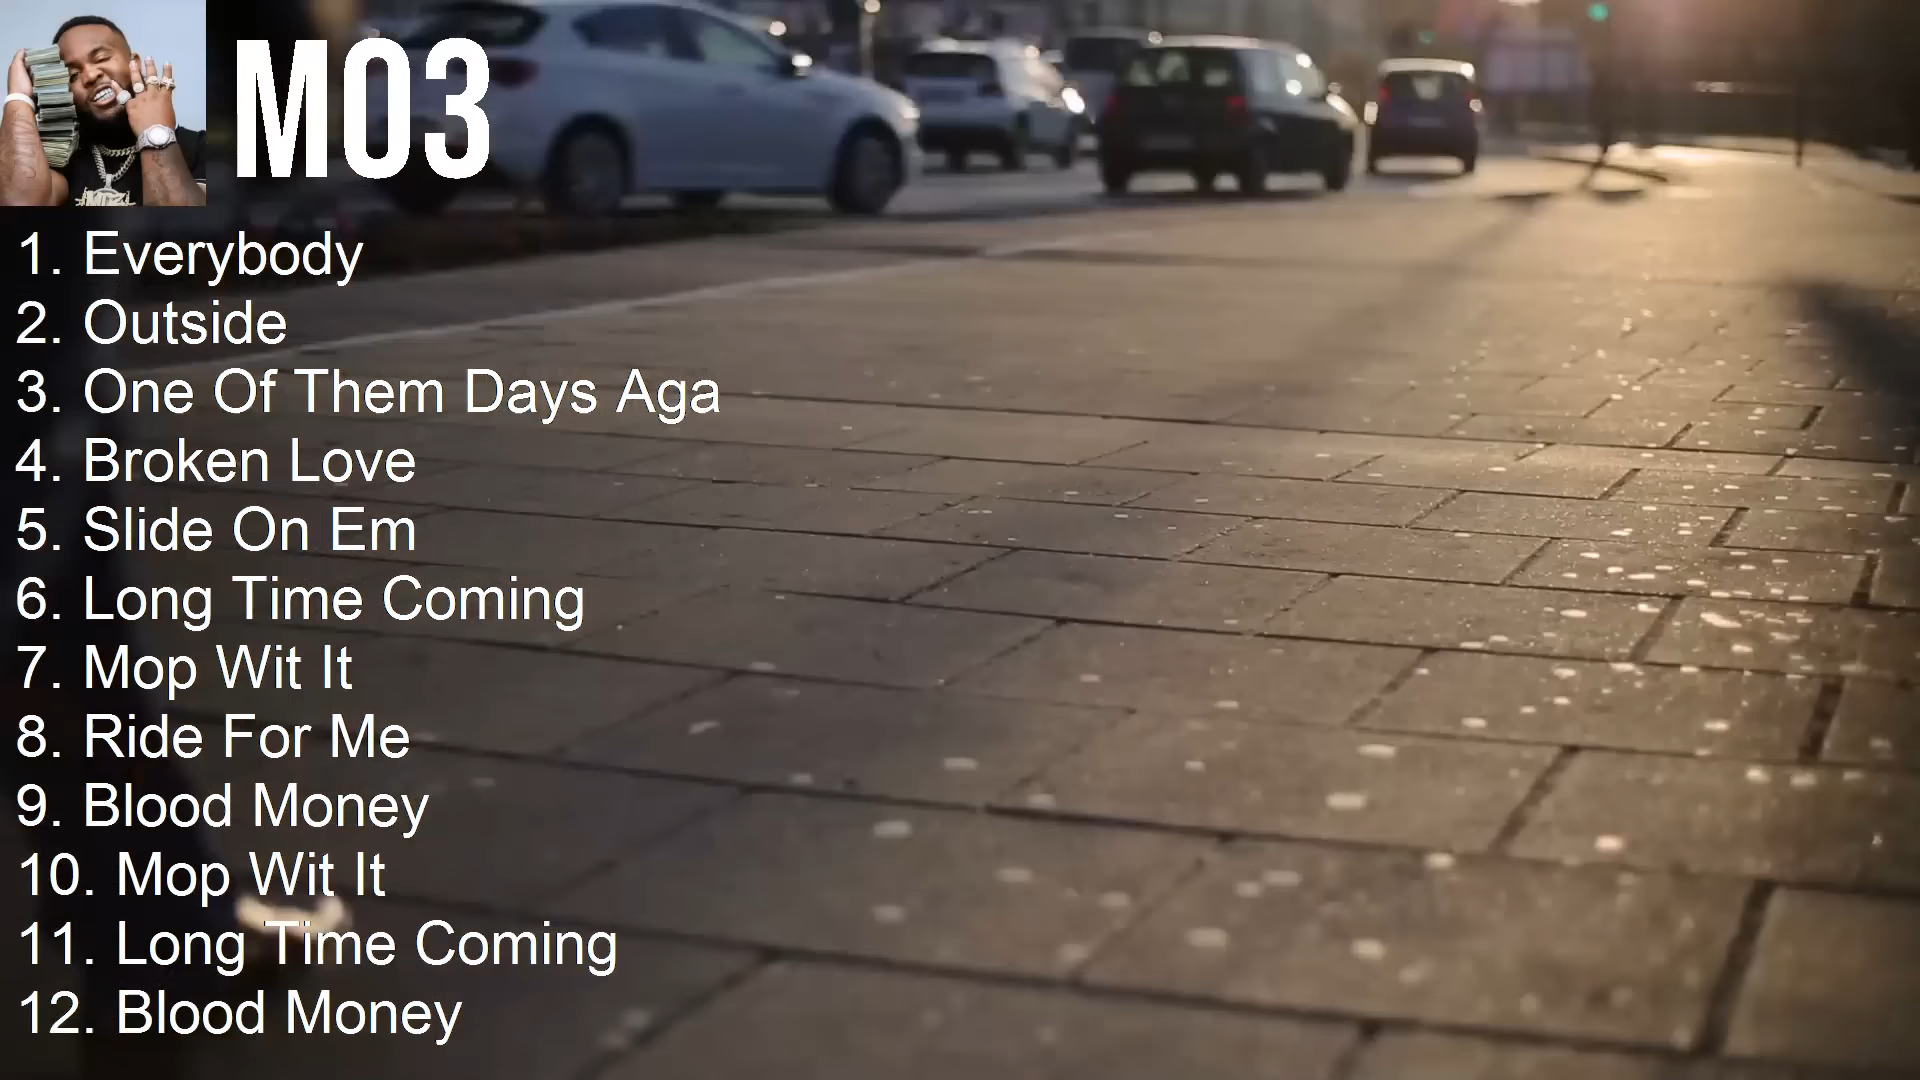 MO3
1. Everybody
2. Outside
3. One Of Them Days Aga
4. Broken Love
5. Slide On Em
6. Long Time Coming
7. Mop Wit It
8. Ride For Me
9. Blood Money
10. Mop Wit It
11. Long Time Coming
12. Blood Money